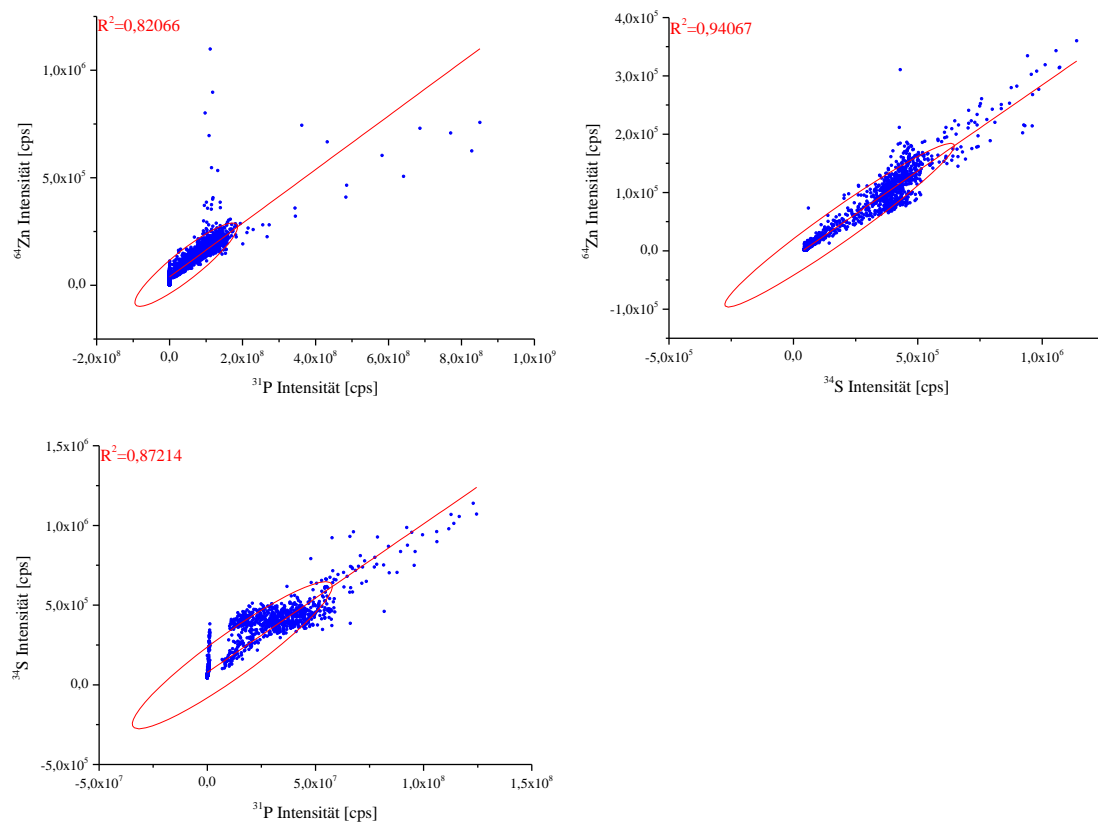 R²=0,82066
1,0x10⁶
5,0x10⁵
0,0
-2,0x10⁸ 0,0 2,0x10⁸ 4,0x10⁸ 6,0x10⁸ 8,0x10⁸ 1,0x10⁹
⁶⁴Zn Intensität [cps]
³¹P Intensität [cps]
R²=0,94067
4,0x10⁵
3,0x10⁵
2,0x10⁵
1,0x10⁵
0,0
-1,0x10⁵
-5,0x10⁵ 0,0 5,0x10⁵ 1,0x10⁶
⁶⁴Zn Intensität [cps]
³⁴S Intensität [cps]
R²=0,87214
1,5x10⁶
1,0x10⁶
5,0x10⁵
0,0
-5,0x10⁵
-5,0x10⁷ 0,0 5,0x10⁷ 1,0x10⁸ 1,5x10⁸
³⁴S Intensität [cps]
³¹P Intensität [cps]